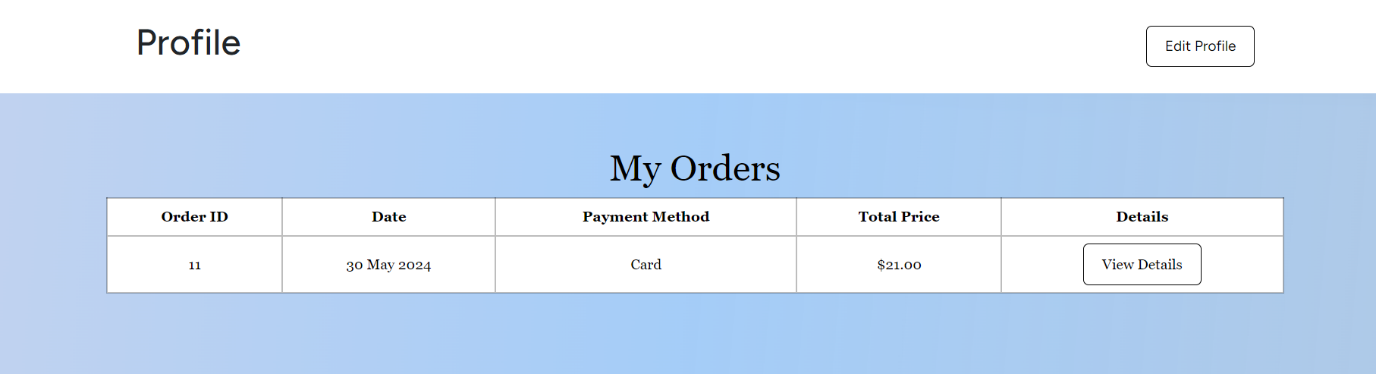 Profile
Edit Profile
My Orders
Order ID Date Payment Method Total Price Details
11 30 May 2024 Card $21.00 View Details